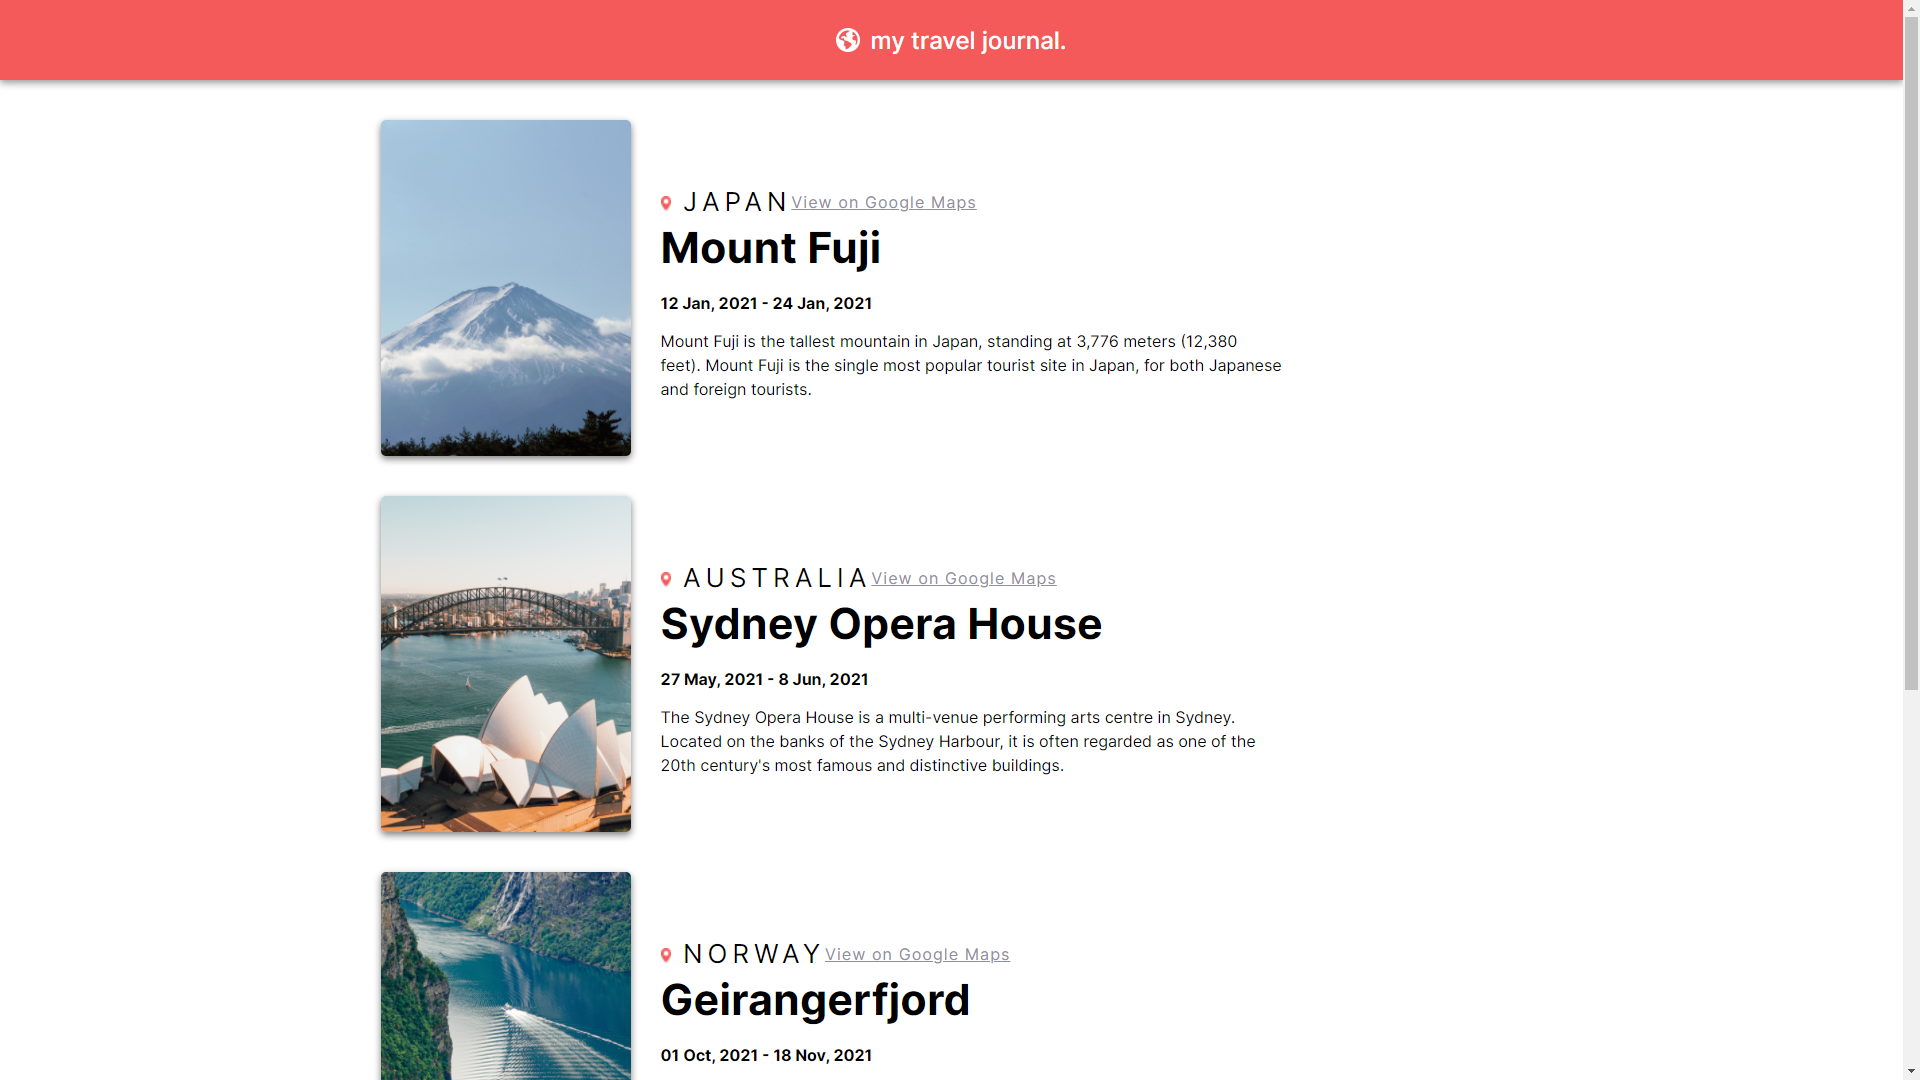 my travel journal.
JAPAN View on Google Maps
Mount Fuji
12 Jan, 2021 - 24 Jan, 2021
Mount Fuji is the tallest mountain in Japan, standing at 3,776 meters (12,380
feet). Mount Fuji is the single most popular tourist site in Japan, for both Japanese
and foreign tourists.
AUSTRALIA View on Google Maps
Sydney Opera House
27 May, 2021 - 8 Jun, 2021
The Sydney Opera House is a multi-venue performing arts centre in Sydney.
Located on the banks of the Sydney Harbour, it is often regarded as one of the
20th century's most famous and distinctive buildings.
NORWAY View on Google Maps
Geirangerfjord
01 Oct, 2021 - 18 Nov, 2021